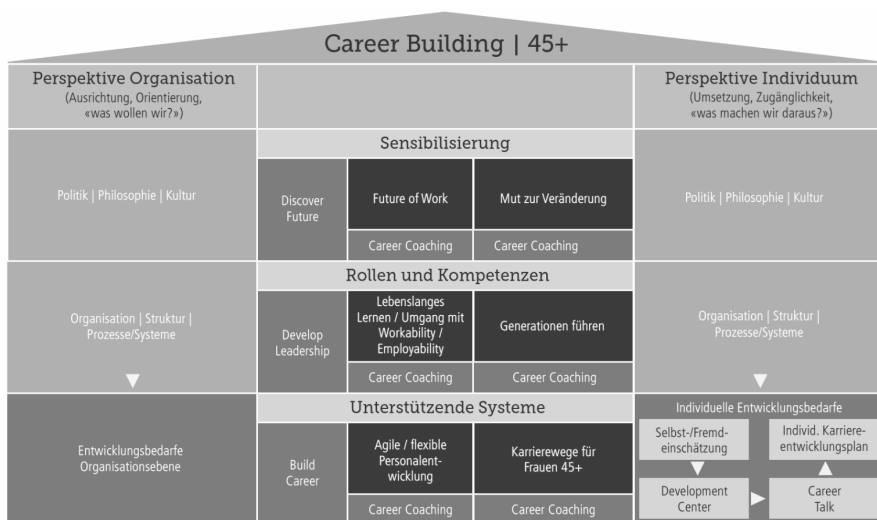 Career Building | 45+
Perspektive Organisation
(Ausrichtung, Orientierung,
«was wollen wir?»)
Perspektive Individuum
(Umsetzung, Zugänglichkeit,
«was machen wir daraus?»)
Politik | Philosophie | Kultur
Sensibilisierung
Discover
Future
Future of Work
Mut zur Veränderung
Career Coaching
Career Coaching
Politik | Philosophie | Kultur
Organisation | Struktur |
Prozesse/Systeme
Rollen und Kompetenzen
Develop
Leadership
Lebenslanges
Lernen / Umgang mit
Workability /
Employability
Generationen führen
Career Coaching
Career Coaching
Organisation | Struktur |
Prozesse/Systeme
Entwicklungsbedarfe
Organisationsebene
Unterstützende Systeme
Build
Career
Agile / flexible
Personalent-
wicklung
Karrierewege für
Frauen 45+
Career Coaching
Career Coaching
Individuelle Entwicklungsbedarfe
Selbst-/Fremd-
einschätzung
Individ. Karriere-
entwicklungsplan
Development
Center
Career
Talk